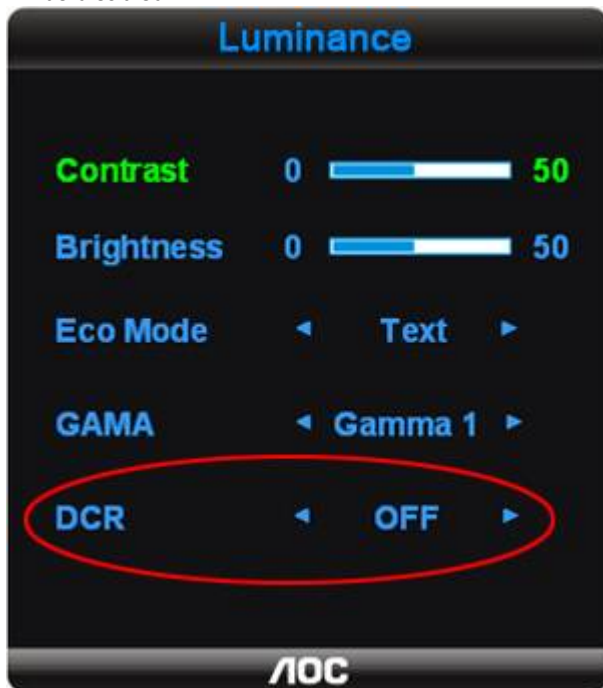 Luminance
Contrast 0 50
Brightness 0 50
Eco Mode Text
GAMA Gamma 1
DCR OFF
AOC